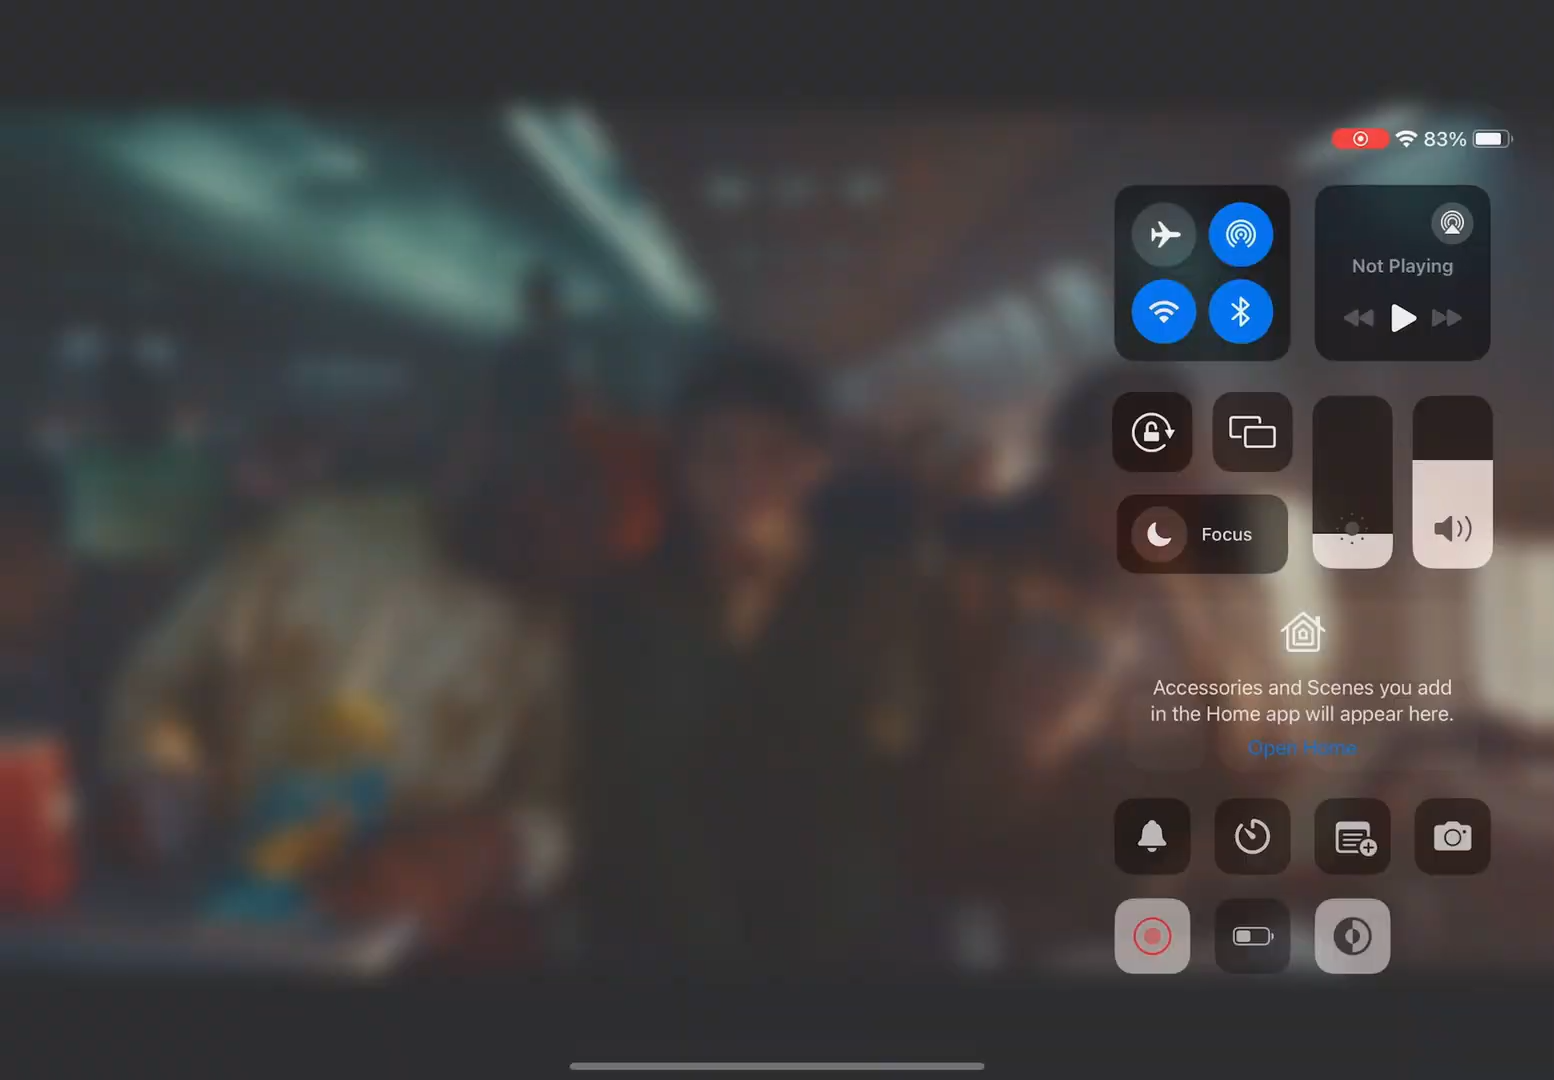 83%
Not Playing
Focus
Accessories and Scenes you add
in the Home app will appear here.
Open Home